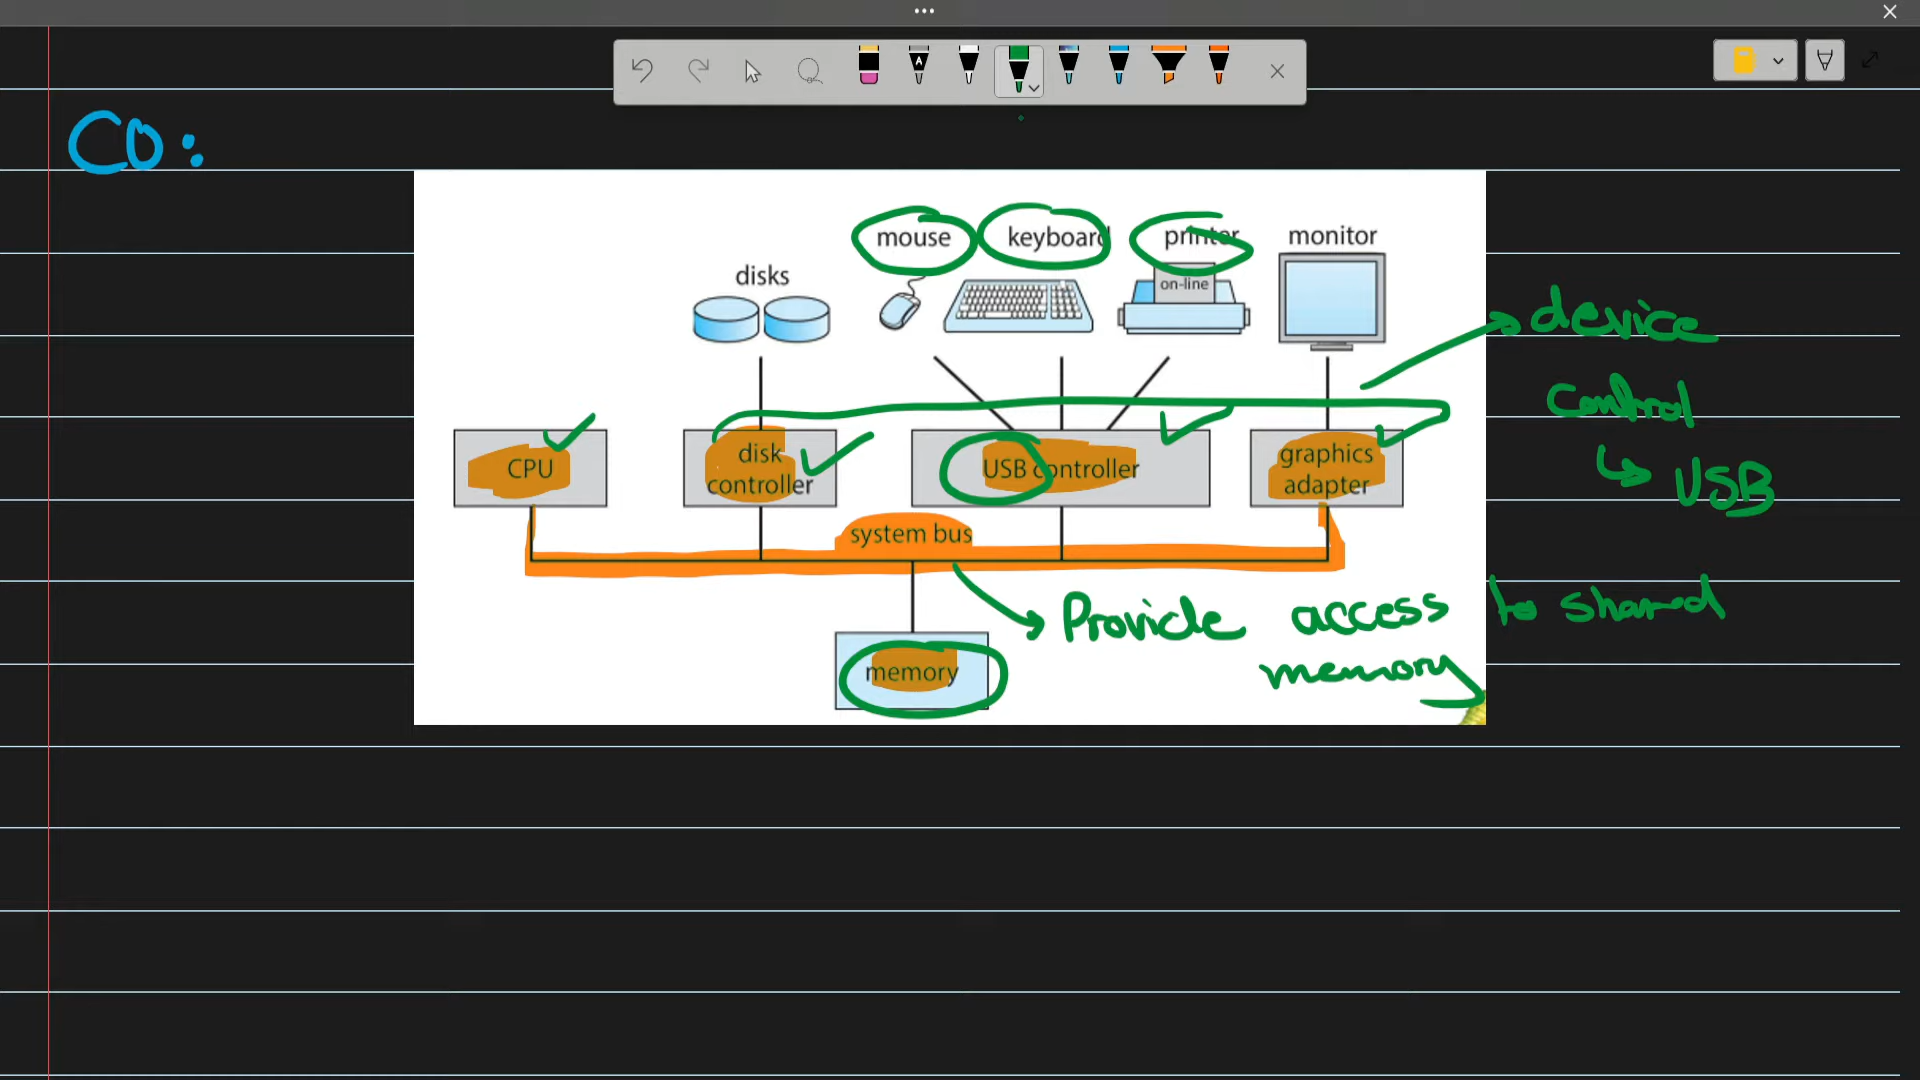 CO:
mouse keyboard printer monitor
disks
on-line
device
control
CPU
disk
controller
USB controller
graphics
adapter
USB
system bus
Provide access to shared
memory
memory